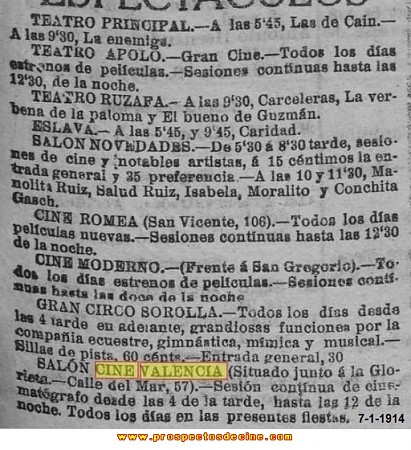 ESPECTACULOS
TEATRO PRINCIPAL.—A las 5'45, Las de Cain.—
A las 9'30, La enemiga.
TEATRO APOLO.—Gran Cine.—Todos los días
estrenos de películas.—Sesiones continuas hasta las
12'30, de la noche.
TEATRO RUZAFA.—A las 9'30, Carceleras, La ver-
bena de la paloma y El bueno de Guzmán.
ESLAVA.—A las 5'45, y 9'45, Caridad.
SALON NOVEDADES.—De 5'30 á 8'30 tarde, sesio-
nes de cine y notables artistas, á 15 céntimos la en-
trada general y 35 preferencia.—A las 10 y 11'30, Ma-
nolita Ruiz, Salud Ruiz, Isabela, Moralito y Conchita
Gasch.
CINE ROMEA (San Vicente, 106).—Todos los días
películas nuevas.—Sesiones continuas hasta las 12'30
de la noche.
CINE MODERNO.—(Frente á San Gregorio).—To-
dos los días estrenos de películas.—Sesiones conti-
nuas hasta las doce de la noche
GRAN CIRCO SOROLLA.—Todos los días desde
las 4 tarde en adelante, grandiosas funciones por la
compañía ecuestre, gimnástica, mímica y musical.—
Sillas de pista, 60 cénts.—Entrada general, 30
SALÓN CINE VALENCIA (Situado junto á la Glo-
rieta.—Calle del Mar, 57).—Sesión continua de cine-
matógrafo desde las 4 de la tarde, hasta las 12 de la
noche. Todos los días en las presentes fiestas.
7-1-1914
www.prospectosdecine.com